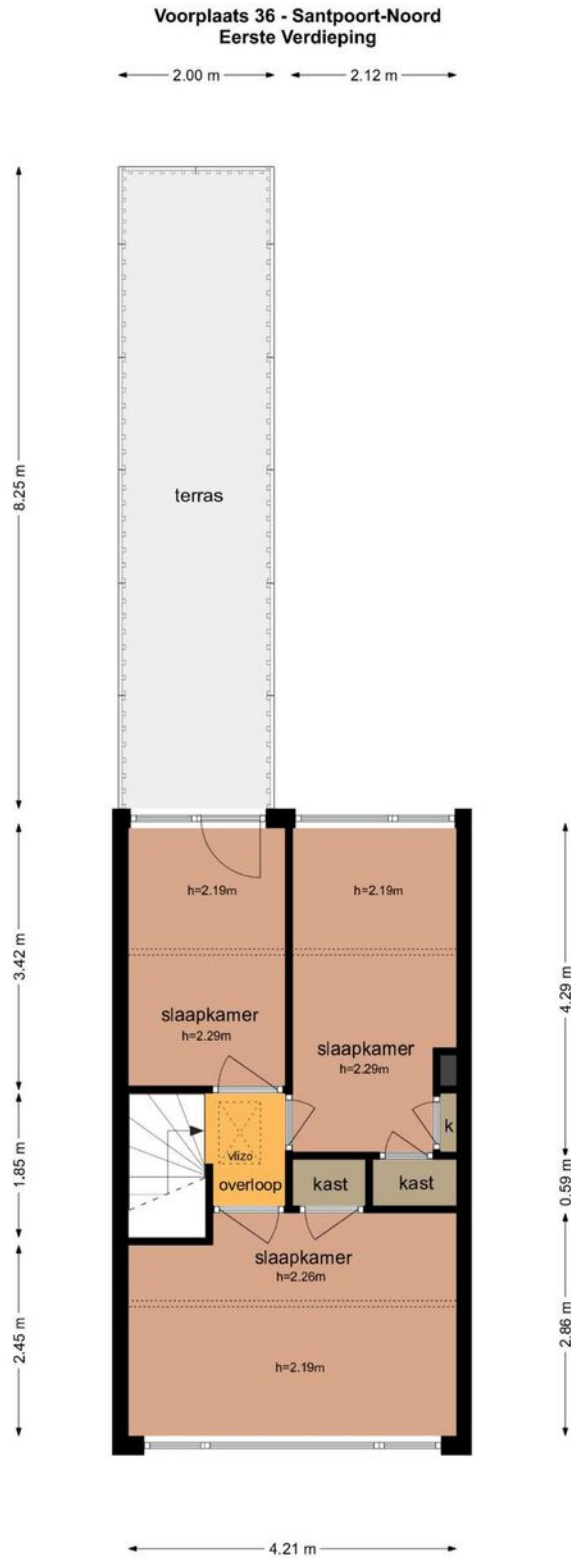 Voorplaats 36 - Santpoort-Noord
Eerste Verdieping
2.00 m
2.12 m
8.25 m
terras
h=2.19m
h=2.19m
3.42 m
4.29 m
slaapkamer
h=2.29m
slaapkamer
h=2.29m
k
vlizo
overloop
kast
kast
1.85 m
0.59 m
slaapkamer
h=2.26m
2.45 m
2.86 m
h=2.19m
4.21 m